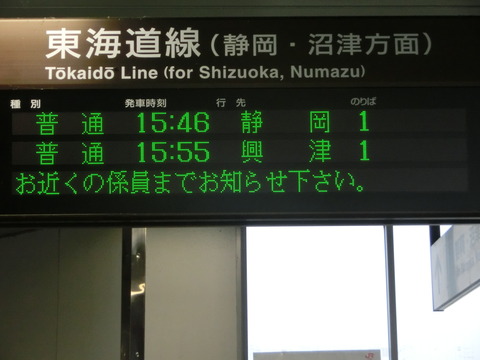 東海道線(静岡・沼津方面)
Tōkaidō Line (for Shizuoka, Numazu)
種別 発車時刻 行先 のりば
普通 15:46 静岡 1
普通 15:55 興津 1
お近くの係員までお知らせ下さい。